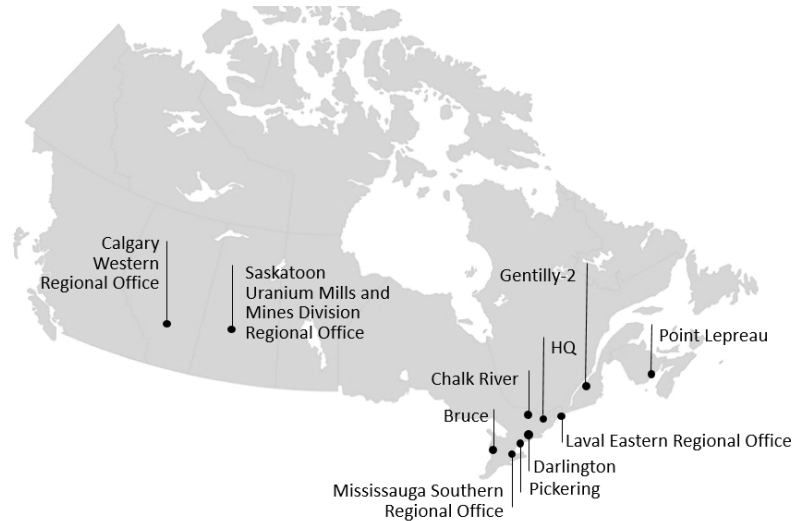 Calgary
Western
Regional Office
Saskatoon
Uranium Mills and
Mines Division
Regional Office
Gentilly-2
HQ
Point Lepreau
Chalk River
Bruce
Laval Eastern Regional Office
Darlington
Pickering
Mississauga Southern
Regional Office